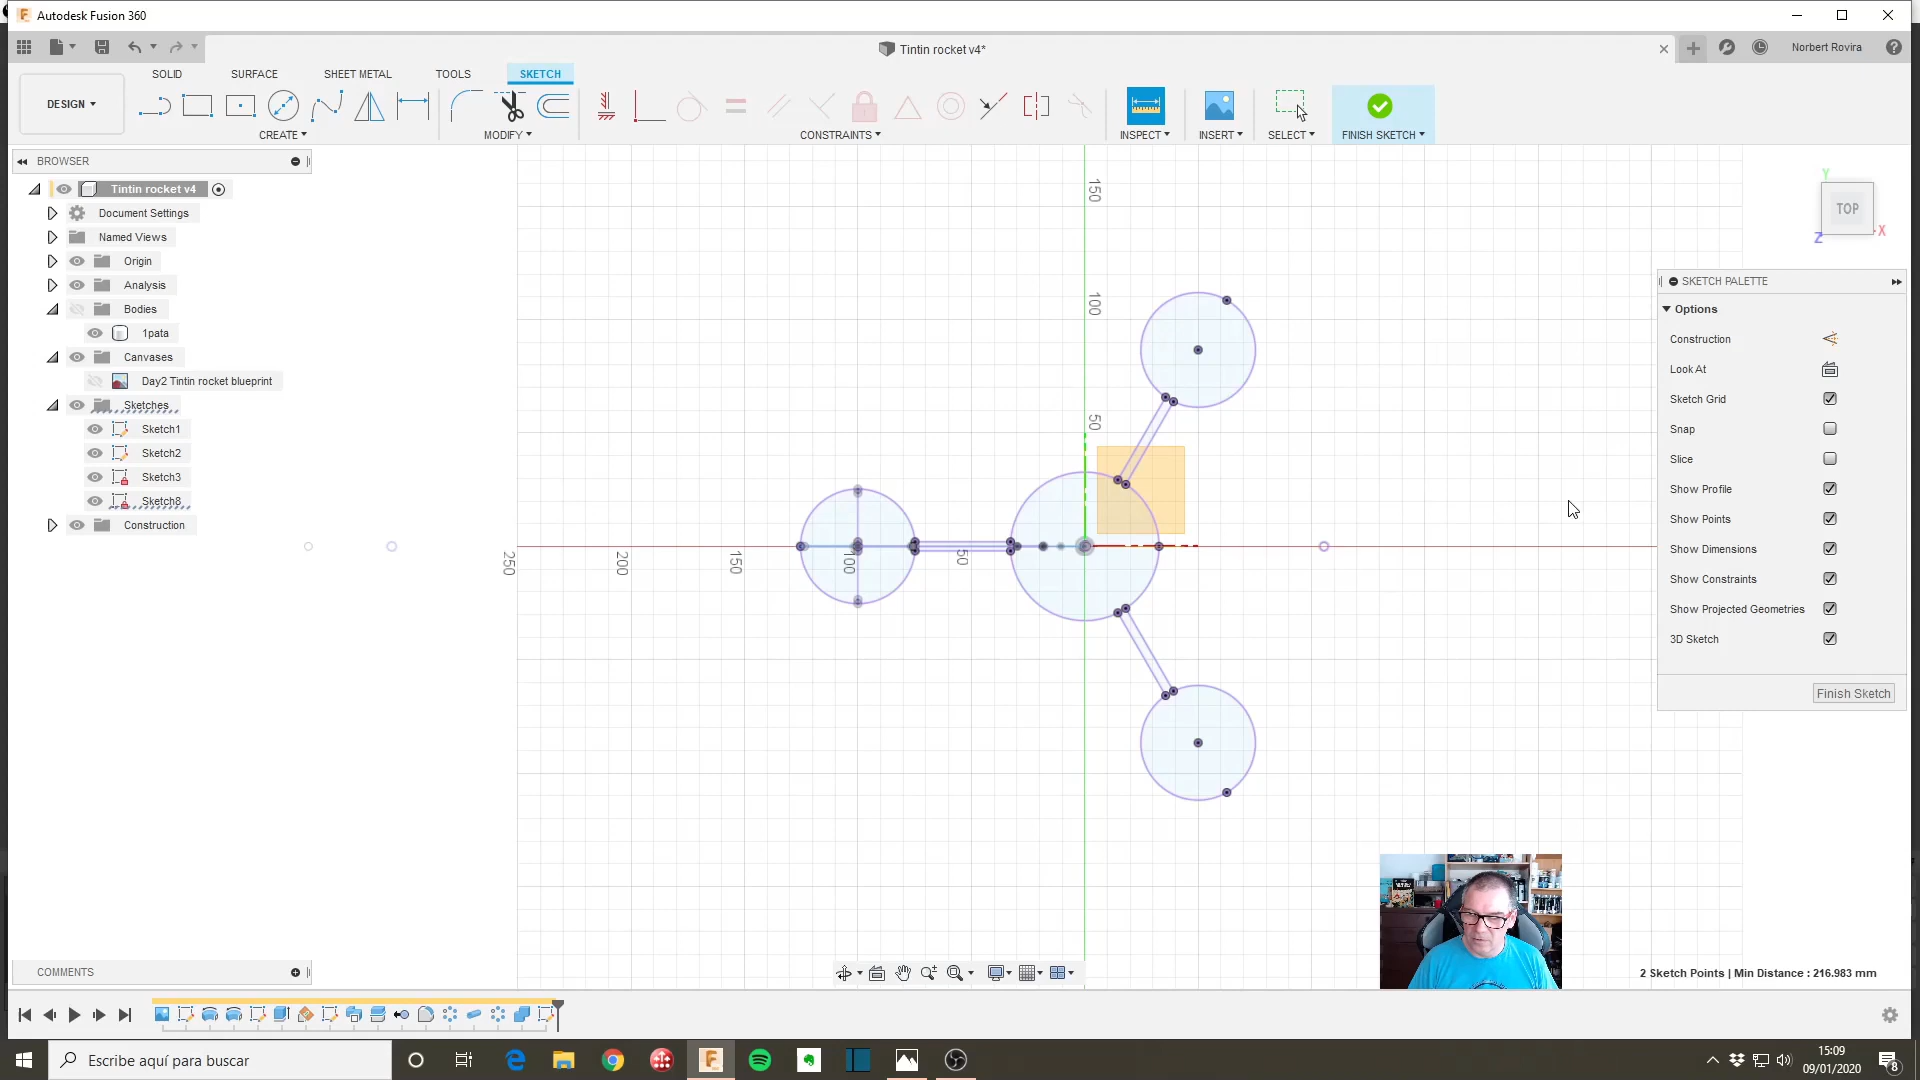 Autodesk Fusion 360
Tintin rocket v4*
Norbert Rovira
SOLID SURFACE SHEET METAL TOOLS SKETCH
DESIGN
CREATE MODIFY CONSTRAINTS INSPECT INSERT SELECT FINISH SKETCH
BROWSER
Tintin rocket v4
Document Settings
Named Views
Origin
Analysis
Bodies
1pata
Canvases
Day2 Tintin rocket blueprint
Sketches
Sketch1
Sketch2
Sketch3
Sketch8
Construction
150
100
50
250
200
150
100
50
TOP
Y
X
Z
SKETCH PALETTE
Options
Construction
Look At
Sketch Grid
Snap
Slice
Show Profile
Show Points
Show Dimensions
Show Constraints
Show Projected Geometries
3D Sketch
Finish Sketch
COMMENTS
2 Sketch Points | Min Distance : 216.983 mm
Escribe aquí para buscar
15:09
09/01/2020
8